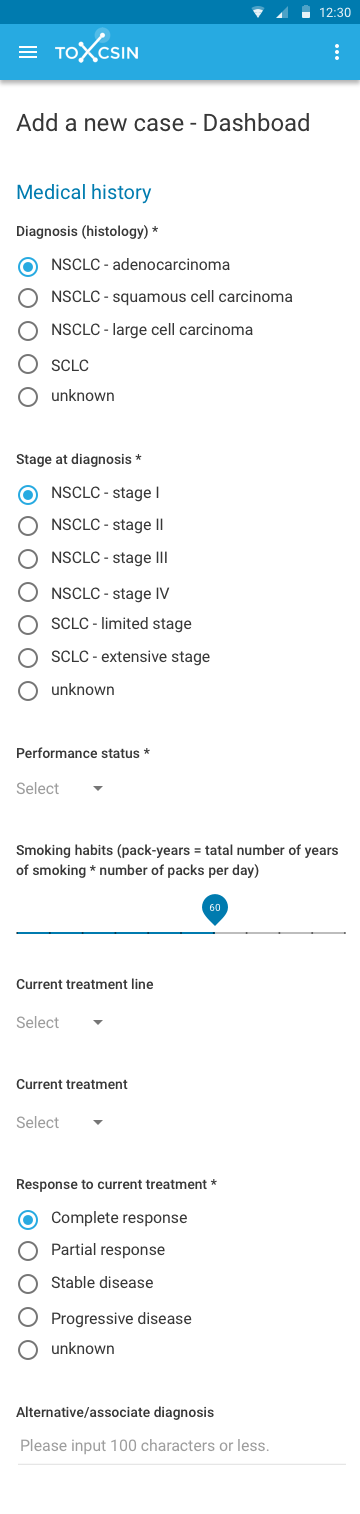 12:30
TOXCSIN
Add a new case - Dashboad
Medical history
Diagnosis (histology) *
NSCLC - adenocarcinoma
NSCLC - squamous cell carcinoma
NSCLC - large cell carcinoma
SCLC
unknown
Stage at diagnosis *
NSCLC - stage I
NSCLC - stage II
NSCLC - stage III
NSCLC - stage IV
SCLC - limited stage
SCLC - extensive stage
unknown
Performance status *
Select
Smoking habits (pack-years = tatal number of years
of smoking * number of packs per day)
60
Current treatment line
Select
Current treatment
Select
Response to current treatment *
Complete response
Partial response
Stable disease
Progressive disease
unknown
Alternative/associate diagnosis
Please input 100 characters or less.